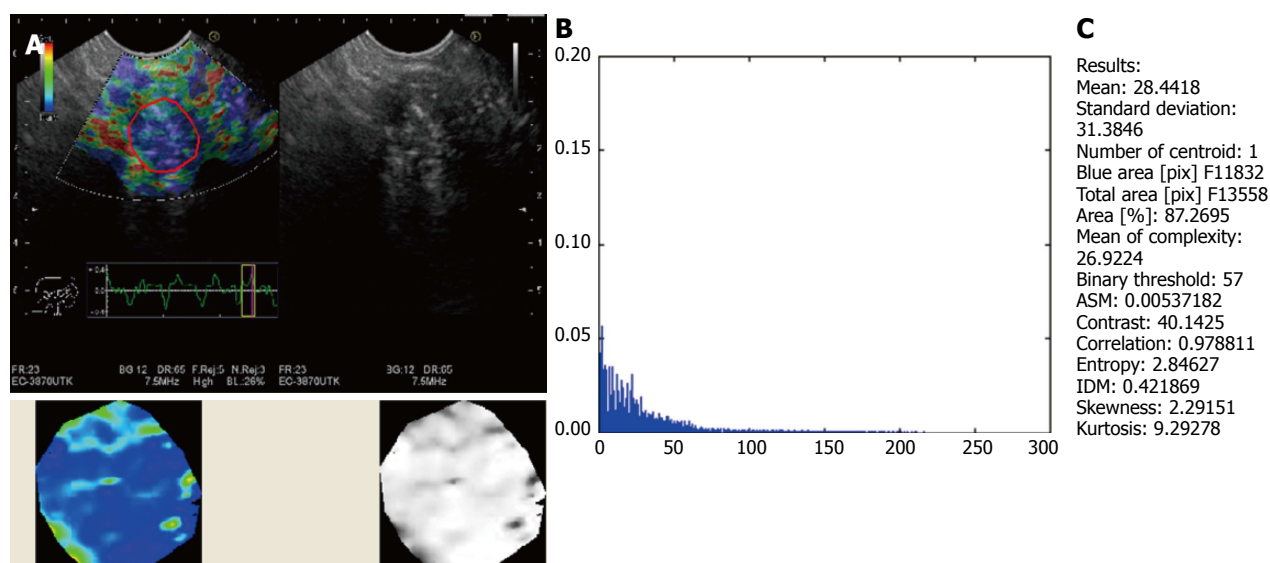 A
FR:23
EC-3870UTK
BG:12 DR:65 F.Rej:5 N.Rej:3
7.5MHz High BL:26%
FR:23
EC-3870UTK
BG:12 DR:65
7.5MHz
B
0.20
0.15
0.10
0.05
0.00
0 50 100 150 200 250 300
C
Results:
Mean: 28.4418
Standard deviation:
31.3846
Number of centroid: 1
Blue area [pix] F11832
Total area [pix] F13558
Area [%]: 87.2695
Mean of complexity:
26.9224
Binary threshold: 57
ASM: 0.00537182
Contrast: 40.1425
Correlation: 0.978811
Entropy: 2.84627
IDM: 0.421869
Skewness: 2.29151
Kurtosis: 9.29278